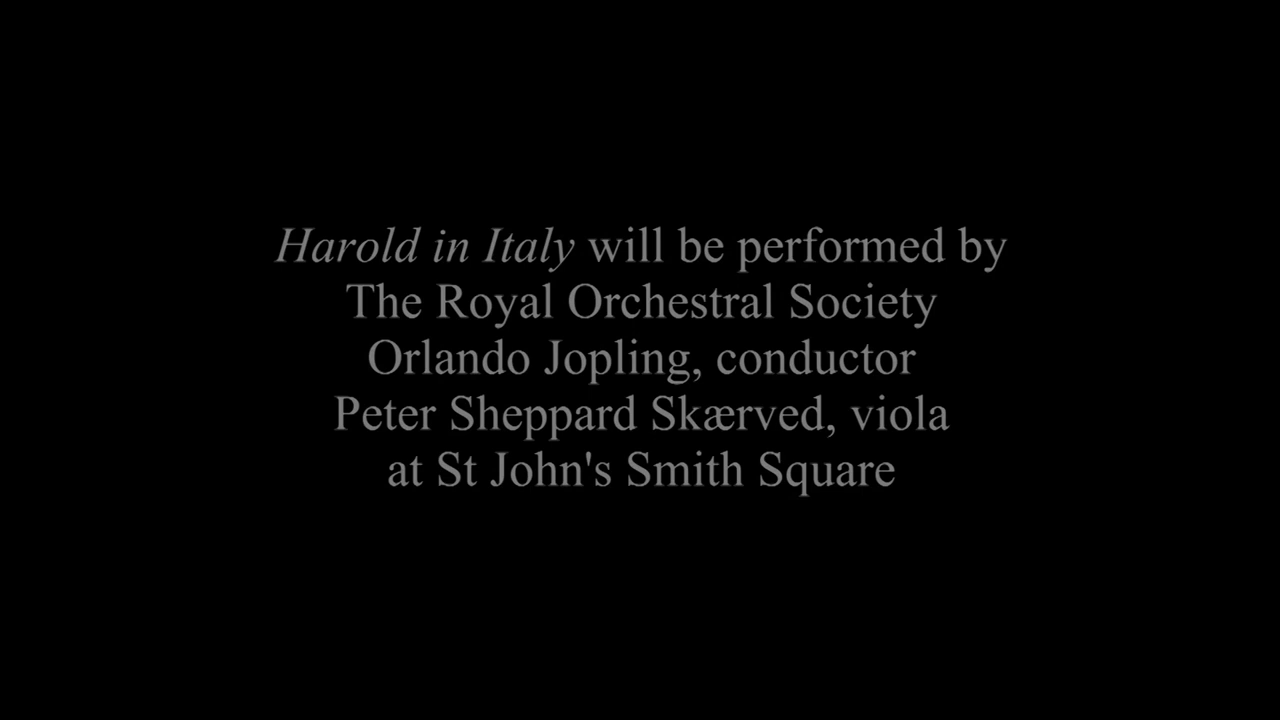 Harold in Italy will be performed by
The Royal Orchestral Society
Orlando Jopling, conductor
Peter Sheppard Skærved, viola
at St John's Smith Square